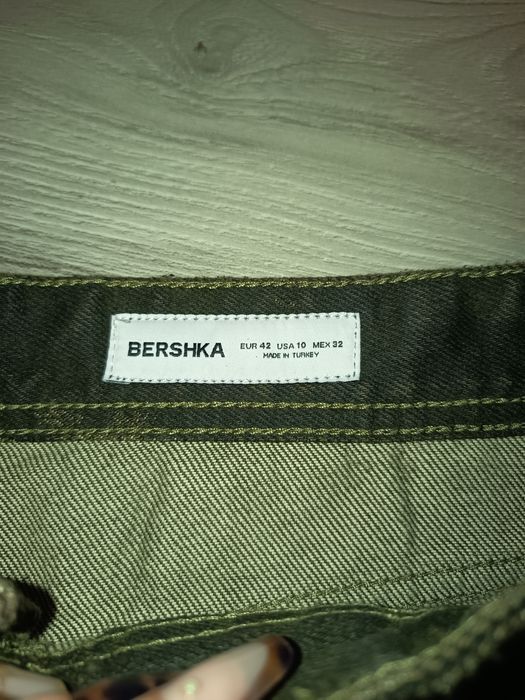 BERSHKA EUR 42 USA 10 MEX 32
MADE IN TURKEY